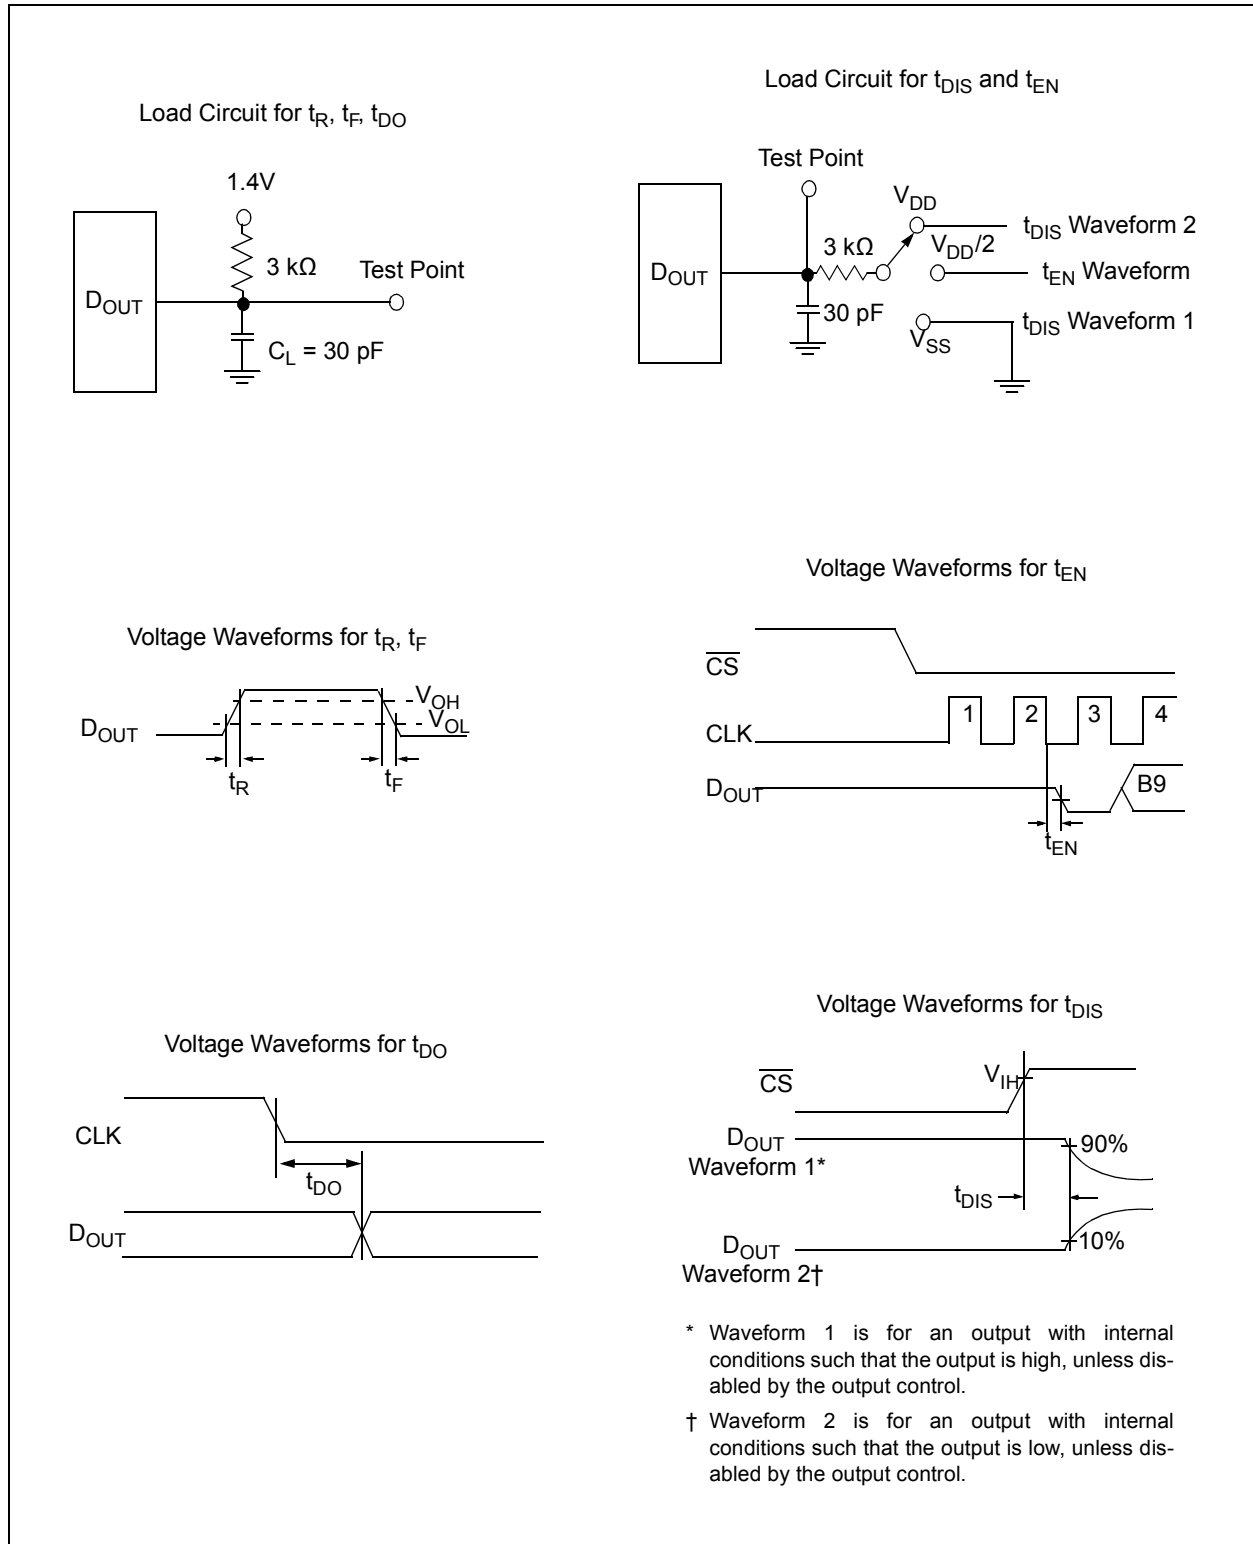 Load Circuit for tR, tF, tDO
1.4V
3 kΩ
Test Point
DOUT
CL = 30 pF
Load Circuit for tDIS and tEN
Test Point
VDD
tDIS Waveform 2
3 kΩ
VDD/2
DOUT
tEN Waveform
30 pF
tDIS Waveform 1
VSS
Voltage Waveforms for tR, tF
VOH
VOL
DOUT
tR
tF
Voltage Waveforms for tEN
CS
1 2 3 4
CLK
DOUT
B9
tEN
Voltage Waveforms for tDO
CLK
tDO
DOUT
Voltage Waveforms for tDIS
VIH
CS
DOUT
90%
Waveform 1*
tDIS
DOUT
10%
Waveform 2†
* Waveform 1 is for an output with internal
conditions such that the output is high, unless dis-
abled by the output control.
† Waveform 2 is for an output with internal
conditions such that the output is low, unless dis-
abled by the output control.